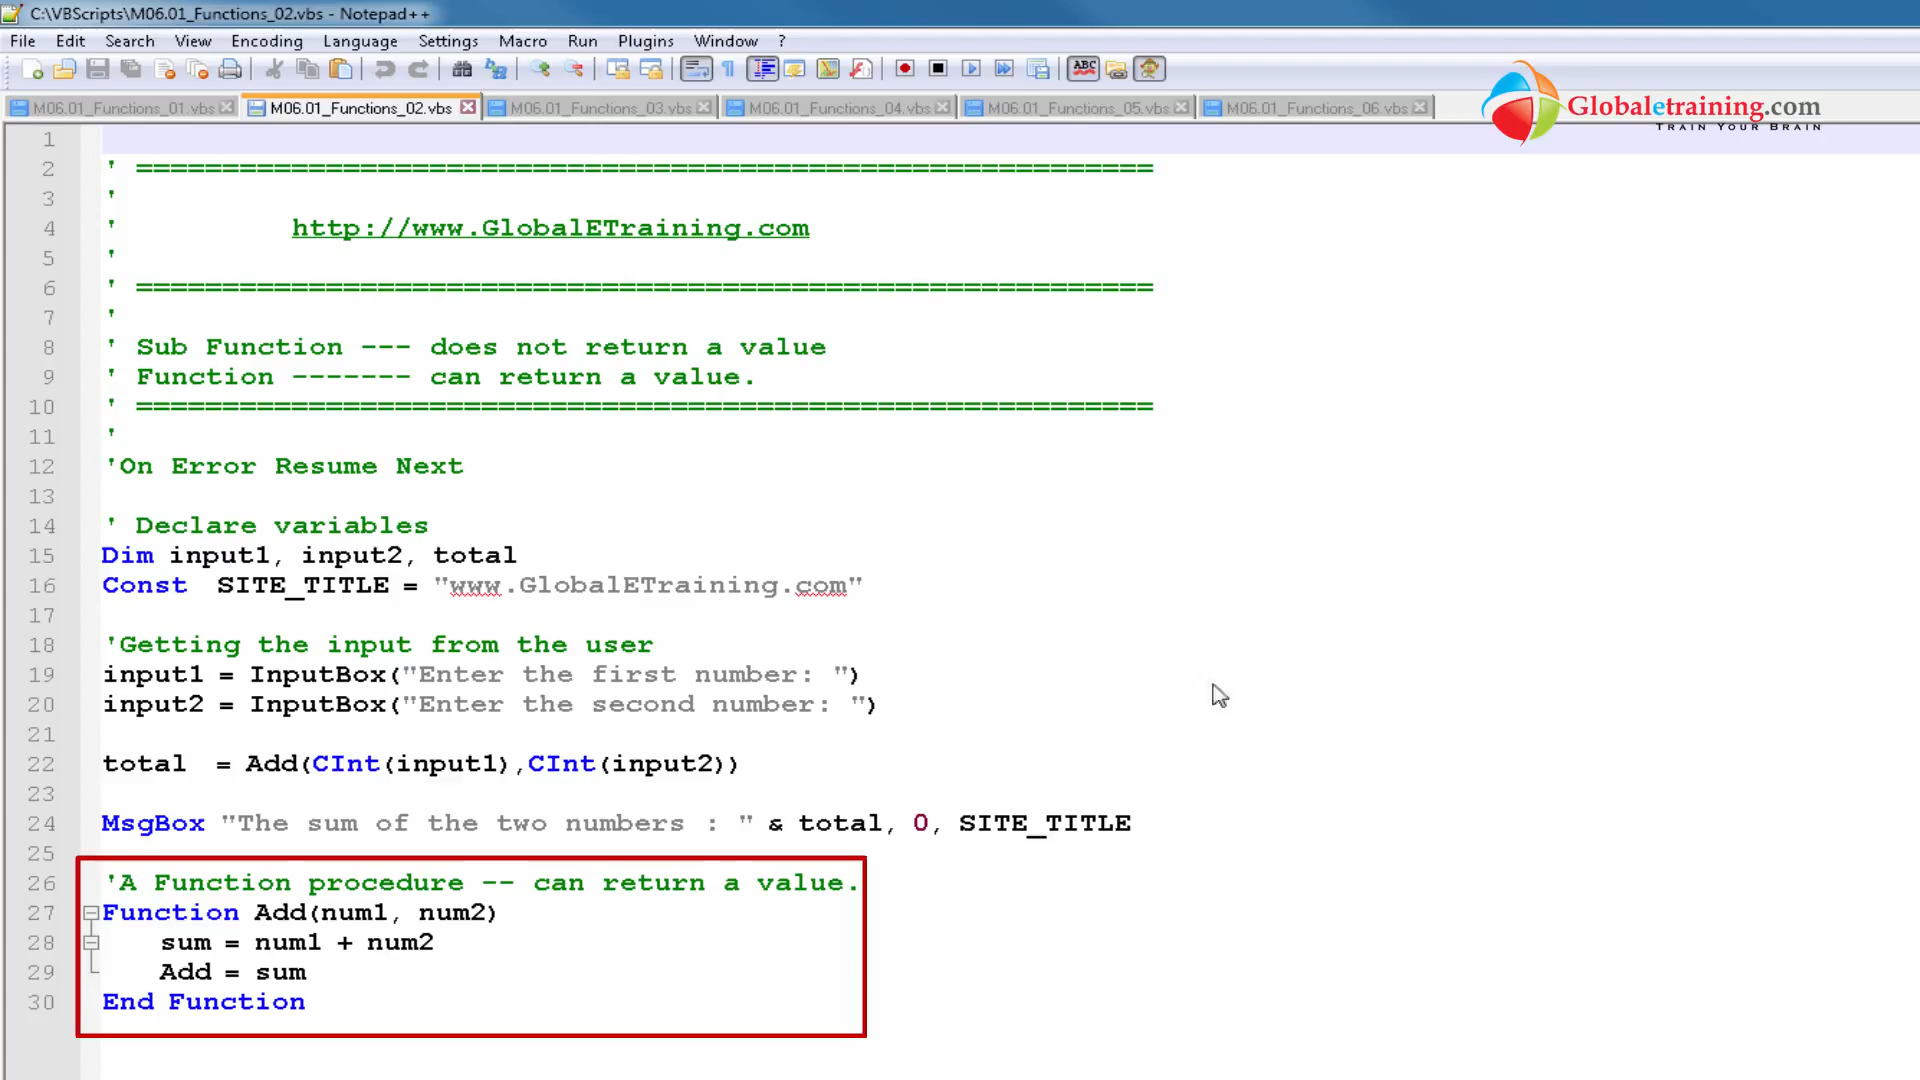 C:\VBScripts\M06.01_Functions_02.vbs - Notepad++
File Edit Search View Encoding Language Settings Macro Run Plugins Window ?
ABC
M06.01_Functions_01.vbs M06.01_Functions_02.vbs M06.01_Functions_03.vbs M06.01_Functions_04.vbs M06.01_Functions_05.vbs M06.01_Functions_06.vbs
Globaletraining.com
TRAIN YOUR BRAIN
1
2 ' ===========================================================
3 '
4 ' http://www.GlobalETraining.com
5 '
6 ' ===========================================================
7 '
8 ' Sub Function --- does not return a value
9 ' Function ------- can return a value.
10 ' ===========================================================
11 '
12 'On Error Resume Next
13
14 ' Declare variables
15 Dim input1, input2, total
16 Const  SITE_TITLE = "www.GlobalETraining.com"
17
18 'Getting the input from the user
19 input1 = InputBox("Enter the first number: ")
20 input2 = InputBox("Enter the second number: ")
21
22 total  = Add(CInt(input1),CInt(input2))
23
24 MsgBox "The sum of the two numbers : " & total, 0, SITE_TITLE
25
26 'A Function procedure -- can return a value.
27 Function Add(num1, num2)
28 sum = num1 + num2
29 Add = sum
30 End Function